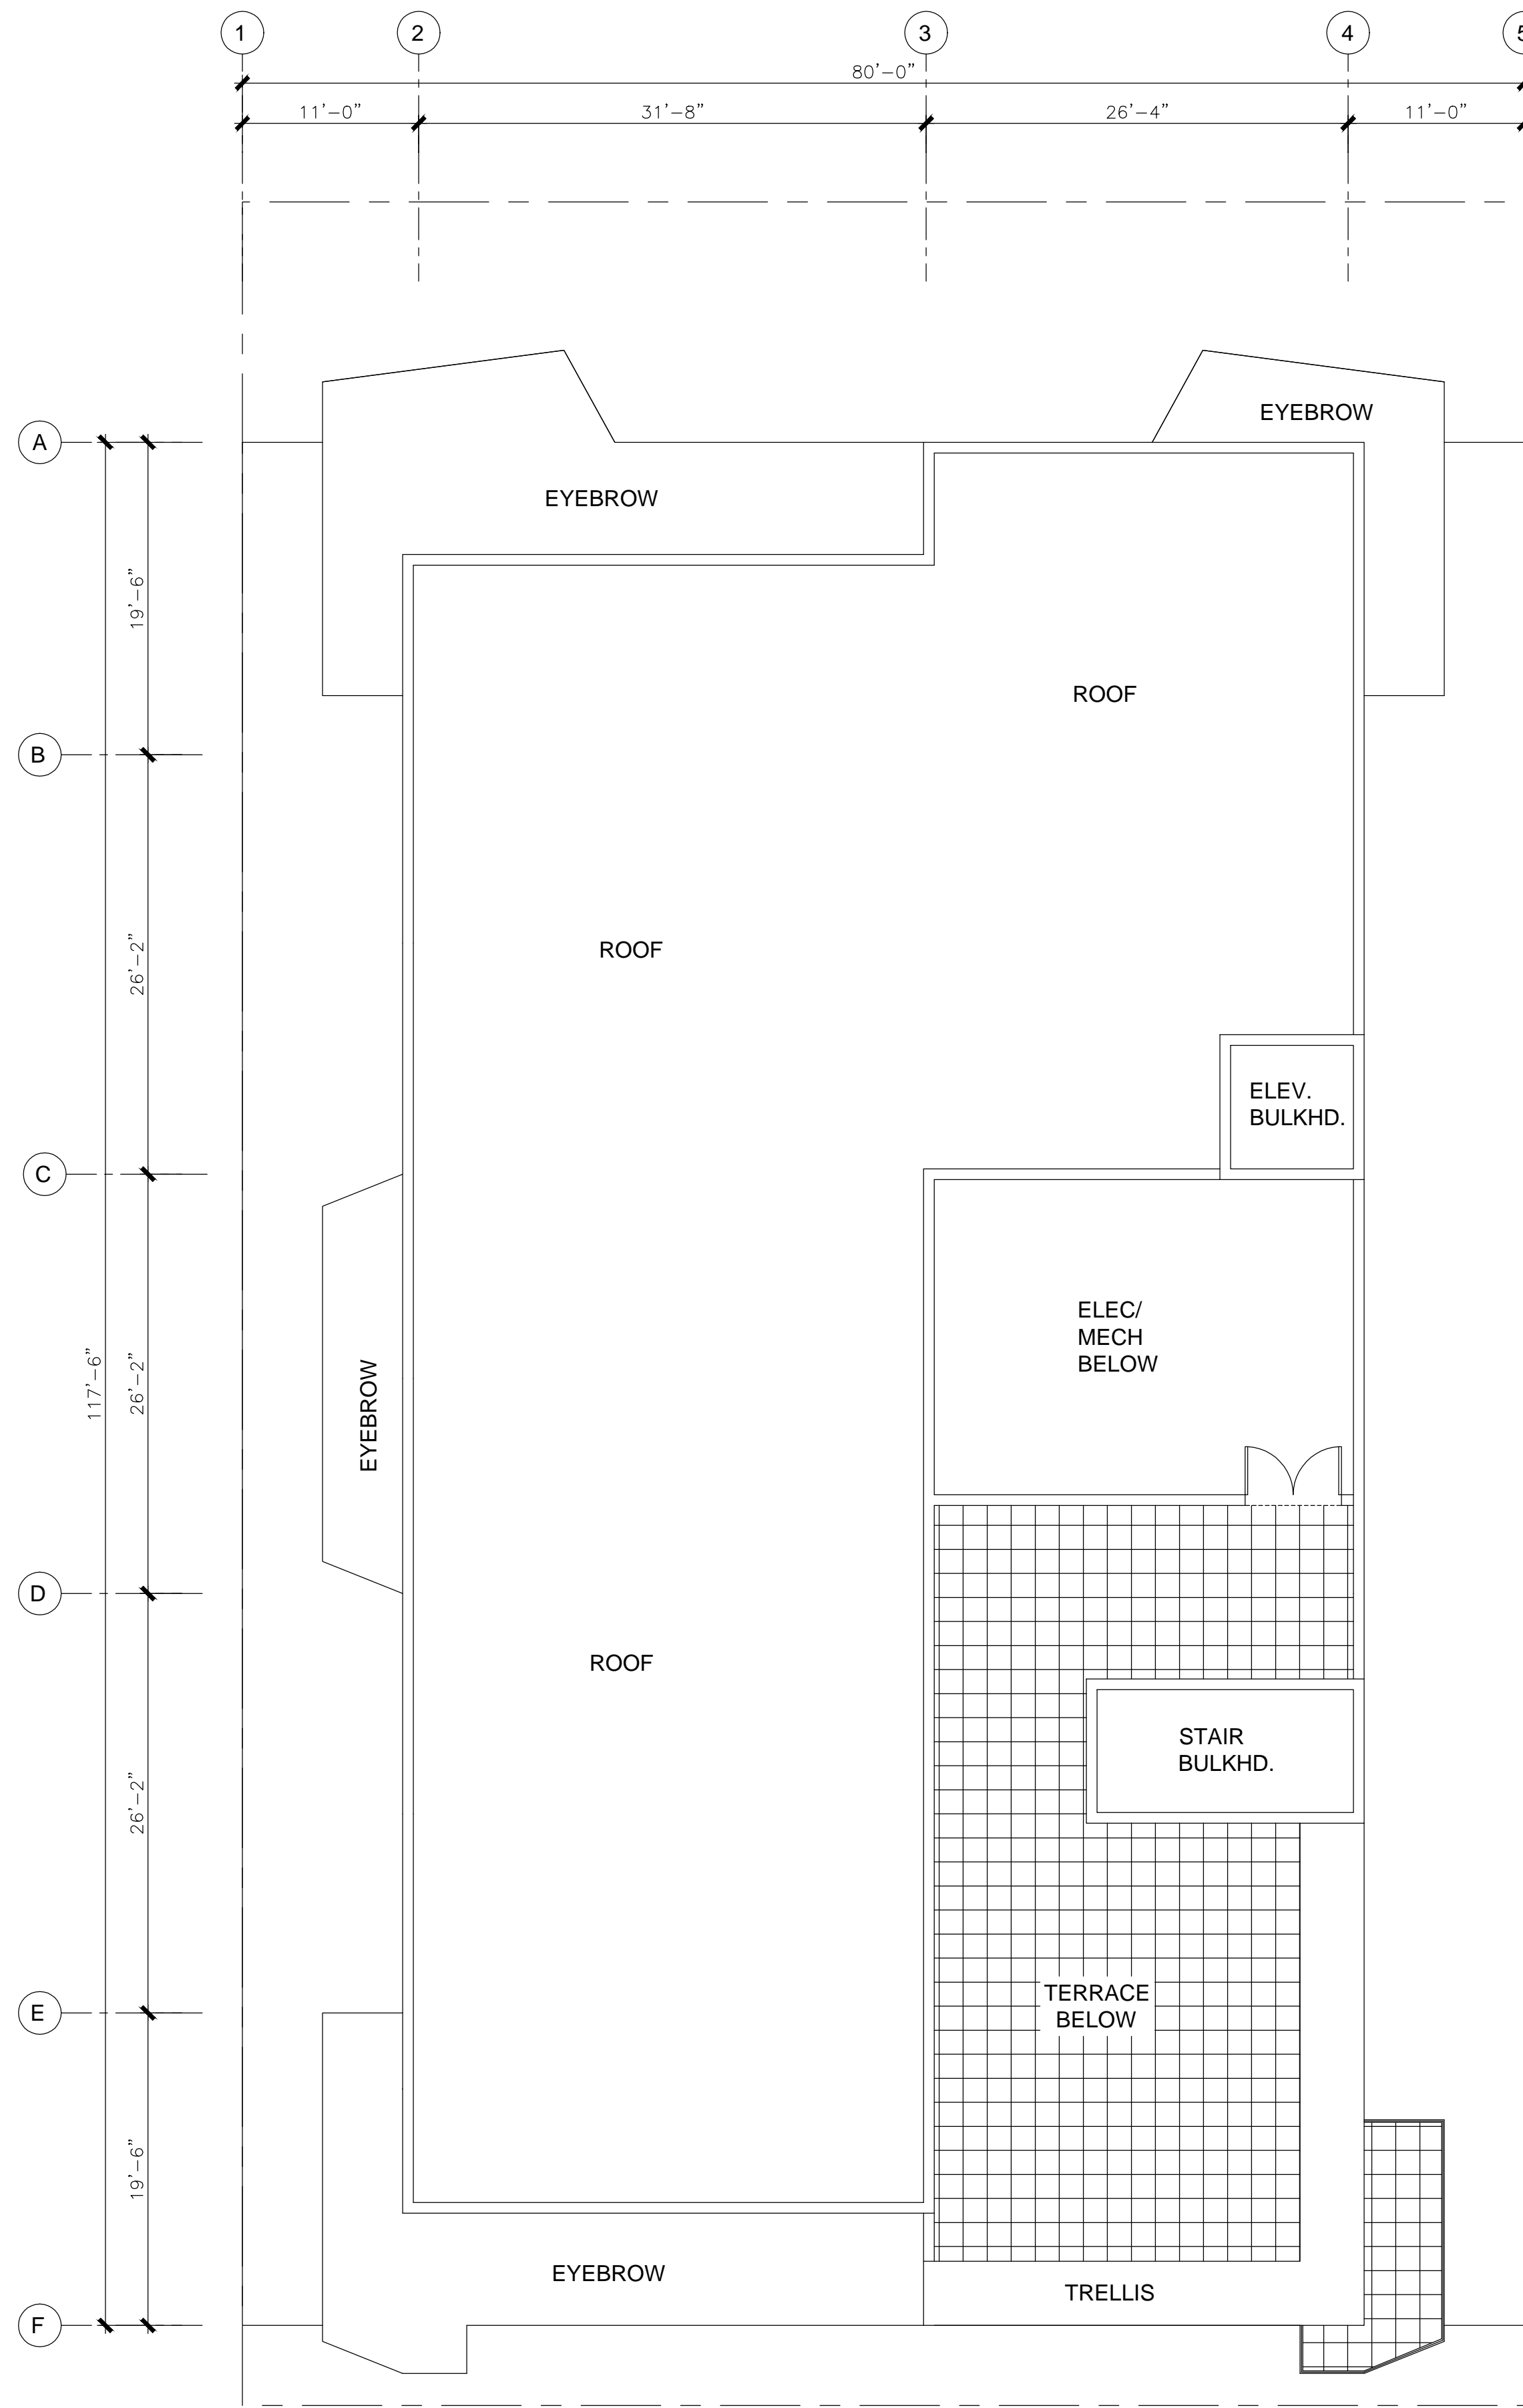 1 2 3 4 5
80'-0"
11'-0" 31'-8" 26'-4" 11'-0"
EYEBROW
A
EYEBROW
19'-6"
ROOF
B
ROOF
26'-2"
ELEV.
BULKHD.
C
ELEC/
MECH
BELOW
117'-6"
26'-2"
EYEBROW
D
ROOF
STAIR
BULKHD.
26'-2"
TERRACE
BELOW
E
19'-6"
EYEBROW
TRELLIS
F